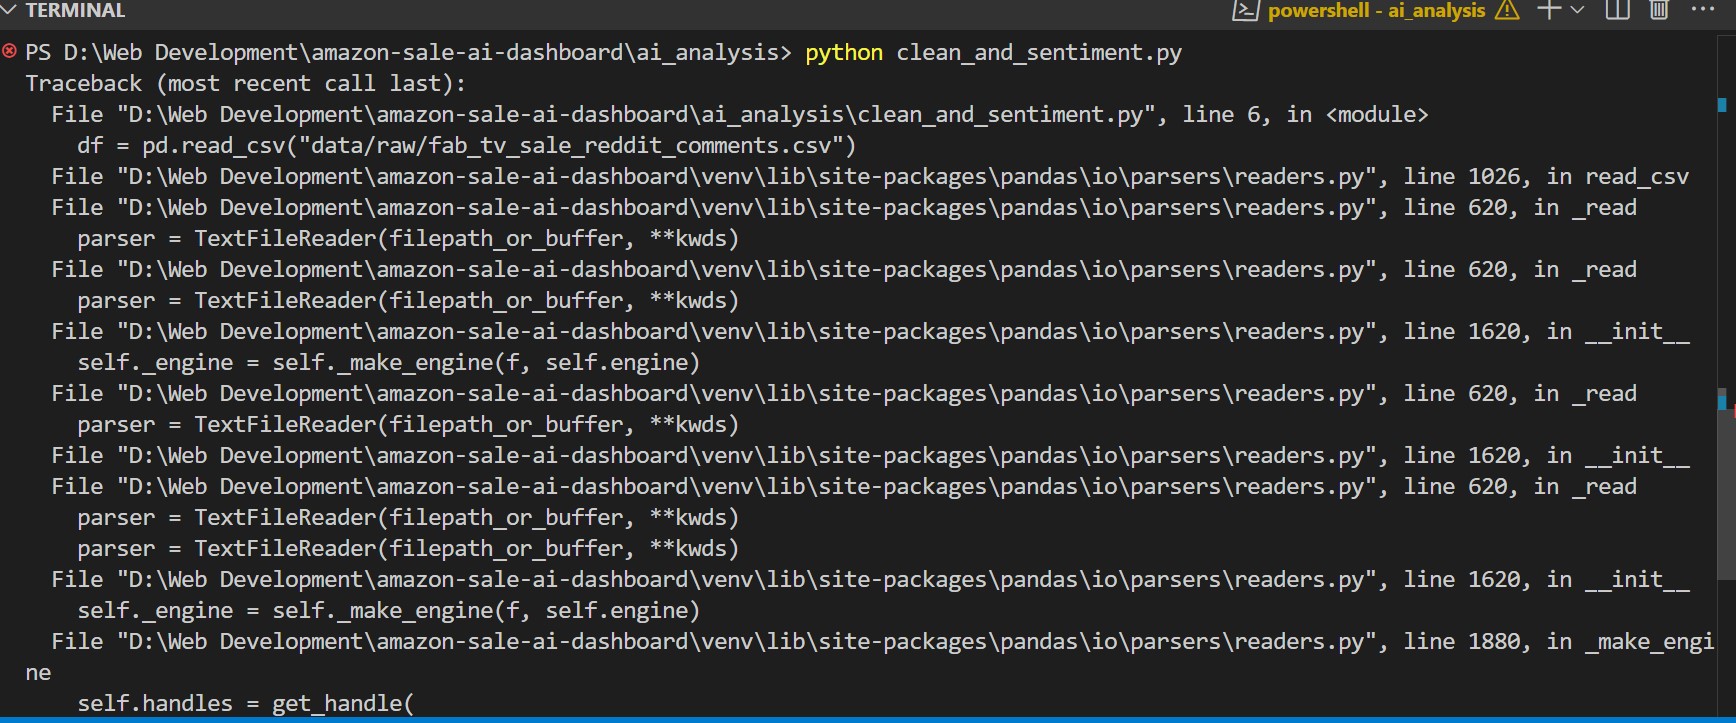 TERMINAL
powershell - ai_analysis
PS D:\Web Development\amazon-sale-ai-dashboard\ai_analysis> python clean_and_sentiment.py
Traceback (most recent call last):
  File "D:\Web Development\amazon-sale-ai-dashboard\ai_analysis\clean_and_sentiment.py", line 6, in <module>
    df = pd.read_csv("data/raw/fab_tv_sale_reddit_comments.csv")
  File "D:\Web Development\amazon-sale-ai-dashboard\venv\lib\site-packages\pandas\io\parsers\readers.py", line 1026, in read_csv
  File "D:\Web Development\amazon-sale-ai-dashboard\venv\lib\site-packages\pandas\io\parsers\readers.py", line 620, in _read
    parser = TextFileReader(filepath_or_buffer, **kwds)
  File "D:\Web Development\amazon-sale-ai-dashboard\venv\lib\site-packages\pandas\io\parsers\readers.py", line 620, in _read
    parser = TextFileReader(filepath_or_buffer, **kwds)
  File "D:\Web Development\amazon-sale-ai-dashboard\venv\lib\site-packages\pandas\io\parsers\readers.py", line 1620, in __init__
    self._engine = self._make_engine(f, self.engine)
  File "D:\Web Development\amazon-sale-ai-dashboard\venv\lib\site-packages\pandas\io\parsers\readers.py", line 620, in _read
    parser = TextFileReader(filepath_or_buffer, **kwds)
  File "D:\Web Development\amazon-sale-ai-dashboard\venv\lib\site-packages\pandas\io\parsers\readers.py", line 1620, in __init__
  File "D:\Web Development\amazon-sale-ai-dashboard\venv\lib\site-packages\pandas\io\parsers\readers.py", line 620, in _read
    parser = TextFileReader(filepath_or_buffer, **kwds)
    parser = TextFileReader(filepath_or_buffer, **kwds)
  File "D:\Web Development\amazon-sale-ai-dashboard\venv\lib\site-packages\pandas\io\parsers\readers.py", line 1620, in __init__
    self._engine = self._make_engine(f, self.engine)
  File "D:\Web Development\amazon-sale-ai-dashboard\venv\lib\site-packages\pandas\io\parsers\readers.py", line 1880, in _make_engi
ne
    self.handles = get_handle(